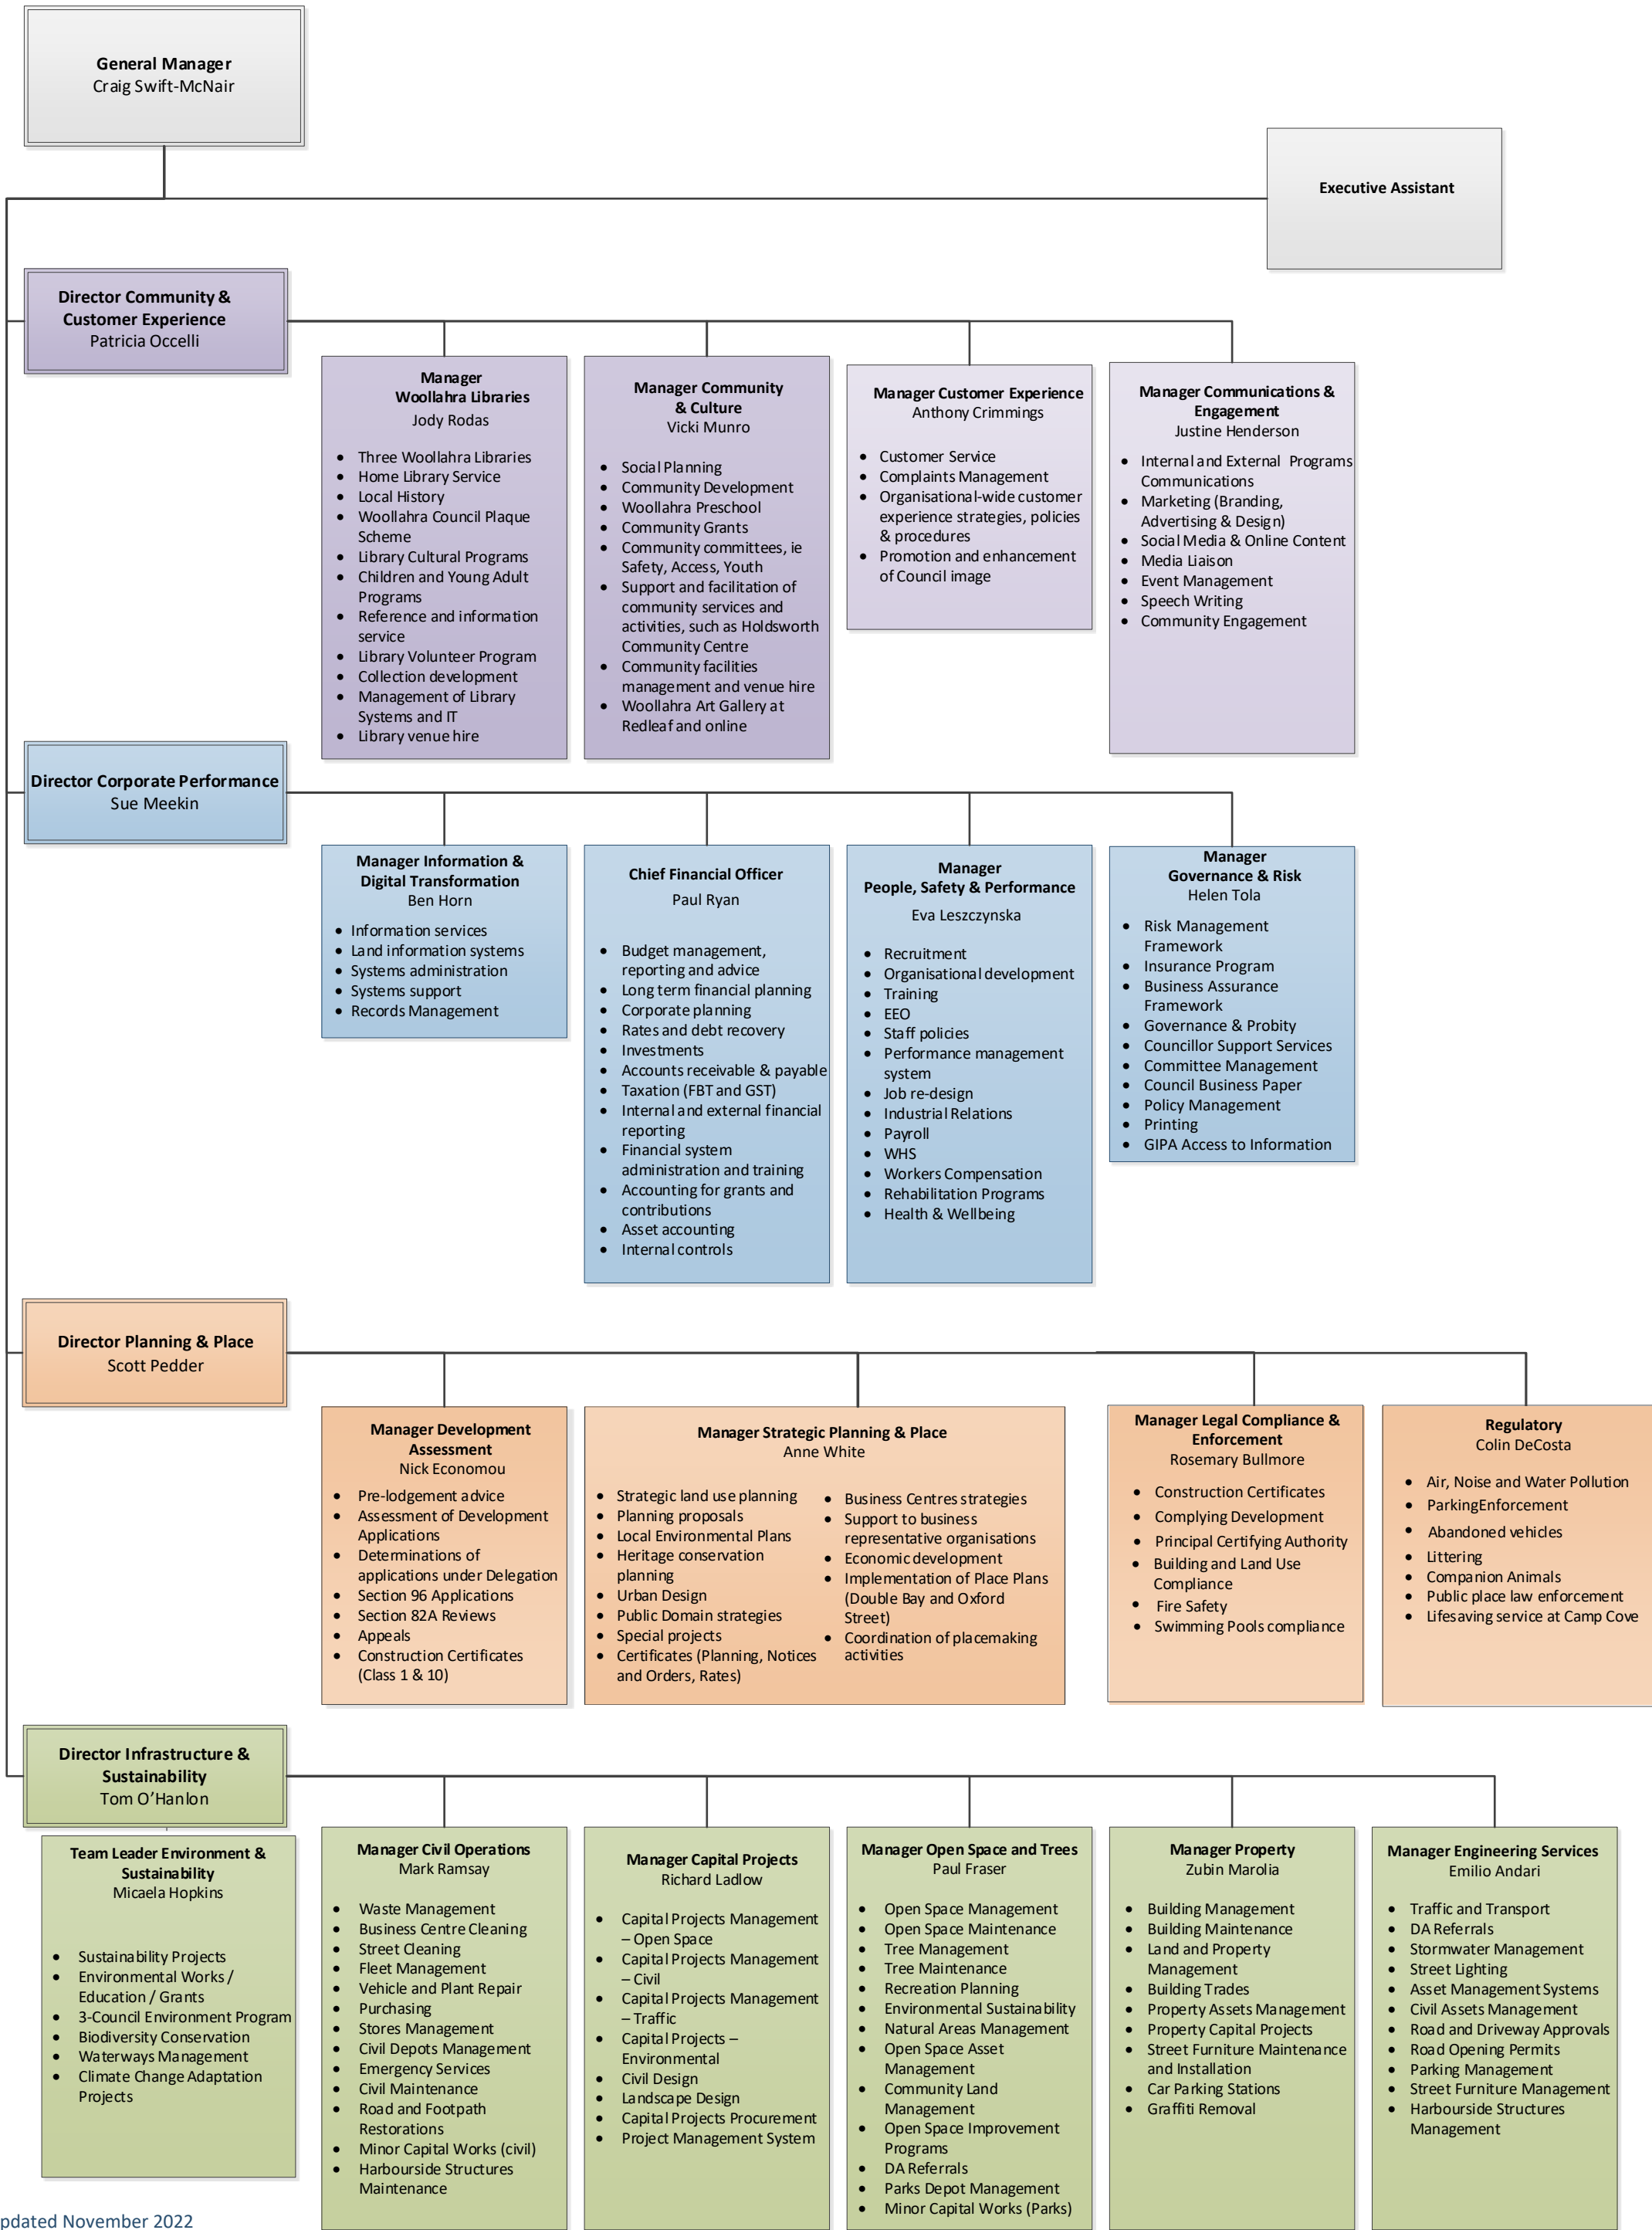 General Manager
Craig Swift-McNair
Executive Assistant
Director Community &
Customer Experience
Patricia Occelli
Manager
Woollahra Libraries
Jody Rodas
• Three Woollahra Libraries
• Home Library Service
• Local History
• Woollahra Council Plaque
Scheme
• Library Cultural Programs
• Children and Young Adult
Programs
• Reference and information
service
• Library Volunteer Program
• Collection development
• Management of Library
Systems and IT
• Library venue hire
Manager Community
& Culture
Vicki Munro
• Social Planning
• Community Development
• Woollahra Preschool
• Community Grants
• Community committees, ie
Safety, Access, Youth
• Support and facilitation of
community services and
activities, such as Holdsworth
Community Centre
• Community facilities
management and venue hire
• Woollahra Art Gallery at
Redleaf and online
Manager Customer Experience
Anthony Crimmings
• Customer Service
• Complaints Management
• Organisational-wide customer
experience strategies, policies
& procedures
• Promotion and enhancement
of Council image
Manager Communications &
Engagement
Justine Henderson
• Internal and External Programs
Communications
• Marketing (Branding,
Advertising & Design)
• Social Media & Online Content
• Media Liaison
• Event Management
• Speech Writing
• Community Engagement
Director Corporate Performance
Sue Meekin
Manager Information &
Digital Transformation
Ben Horn
• Information services
• Land information systems
• Systems administration
• Systems support
• Records Management
Chief Financial Officer
Paul Ryan
• Budget management,
reporting and advice
• Long term financial planning
• Corporate planning
• Rates and debt recovery
• Investments
• Accounts receivable & payable
• Taxation (FBT and GST)
• Internal and external financial
reporting
• Financial system
administration and training
• Accounting for grants and
contributions
• Asset accounting
• Internal controls
Manager
People, Safety & Performance
Eva Leszczynska
• Recruitment
• Organisational development
• Training
• EEO
• Staff policies
• Performance management
system
• Job re-design
• Industrial Relations
• Payroll
• WHS
• Workers Compensation
• Rehabilitation Programs
• Health & Wellbeing
Manager
Governance & Risk
Helen Tola
• Risk Management
Framework
• Insurance Program
• Business Assurance
Framework
• Governance & Probity
• Councillor Support Services
• Committee Management
• Council Business Paper
• Policy Management
• Printing
• GIPA Access to Information
Director Planning & Place
Scott Pedder
Manager Development
Assessment
Nick Economou
• Pre-lodgement advice
• Assessment of Development
Applications
• Determinations of
applications under Delegation
• Section 96 Applications
• Section 82A Reviews
• Appeals
• Construction Certificates
(Class 1 & 10)
Manager Strategic Planning & Place
Anne White
• Strategic land use planning
• Planning proposals
• Local Environmental Plans
• Heritage conservation
planning
• Urban Design
• Public Domain strategies
• Special projects
• Certificates (Planning, Notices
and Orders, Rates)
• Business Centres strategies
• Support to business
representative organisations
• Economic development
• Implementation of Place Plans
(Double Bay and Oxford
Street)
• Coordination of placemaking
activities
Manager Legal Compliance &
Enforcement
Rosemary Bullmore
• Construction Certificates
• Complying Development
• Principal Certifying Authority
• Building and Land Use
Compliance
• Fire Safety
• Swimming Pools compliance
Regulatory
Colin DeCosta
• Air, Noise and Water Pollution
• ParkingEnforcement
• Abandoned vehicles
• Littering
• Companion Animals
• Public place law enforcement
• Lifesaving service at Camp Cove
Director Infrastructure &
Sustainability
Tom O'Hanlon
Team Leader Environment &
Sustainability
Micaela Hopkins
• Sustainability Projects
• Environmental Works /
Education / Grants
• 3-Council Environment Program
• Biodiversity Conservation
• Waterways Management
• Climate Change Adaptation
Projects
Manager Civil Operations
Mark Ramsay
• Waste Management
• Business Centre Cleaning
• Street Cleaning
• Fleet Management
• Vehicle and Plant Repair
• Purchasing
• Stores Management
• Civil Depots Management
• Emergency Services
• Civil Maintenance
• Road and Footpath
Restorations
• Minor Capital Works (civil)
• Harbourside Structures
Maintenance
Manager Capital Projects
Richard Ladlow
• Capital Projects Management
– Open Space
• Capital Projects Management
– Civil
• Capital Projects Management
– Traffic
• Capital Projects –
Environmental
• Civil Design
• Landscape Design
• Capital Projects Procurement
• Project Management System
Manager Open Space and Trees
Paul Fraser
• Open Space Management
• Open Space Maintenance
• Tree Management
• Tree Maintenance
• Recreation Planning
• Environmental Sustainability
• Natural Areas Management
• Open Space Asset
Management
• Community Land
Management
• Open Space Improvement
Programs
• DA Referrals
• Parks Depot Management
• Minor Capital Works (Parks)
Manager Property
Zubin Marolia
• Building Management
• Building Maintenance
• Land and Property
Management
• Building Trades
• Property Assets Management
• Property Capital Projects
• Street Furniture Maintenance
and Installation
• Car Parking Stations
• Graffiti Removal
Manager Engineering Services
Emilio Andari
• Traffic and Transport
• DA Referrals
• Stormwater Management
• Street Lighting
• Asset Management Systems
• Civil Assets Management
• Road and Driveway Approvals
• Road Opening Permits
• Parking Management
• Street Furniture Management
• Harbourside Structures
Management
pdated November 2022